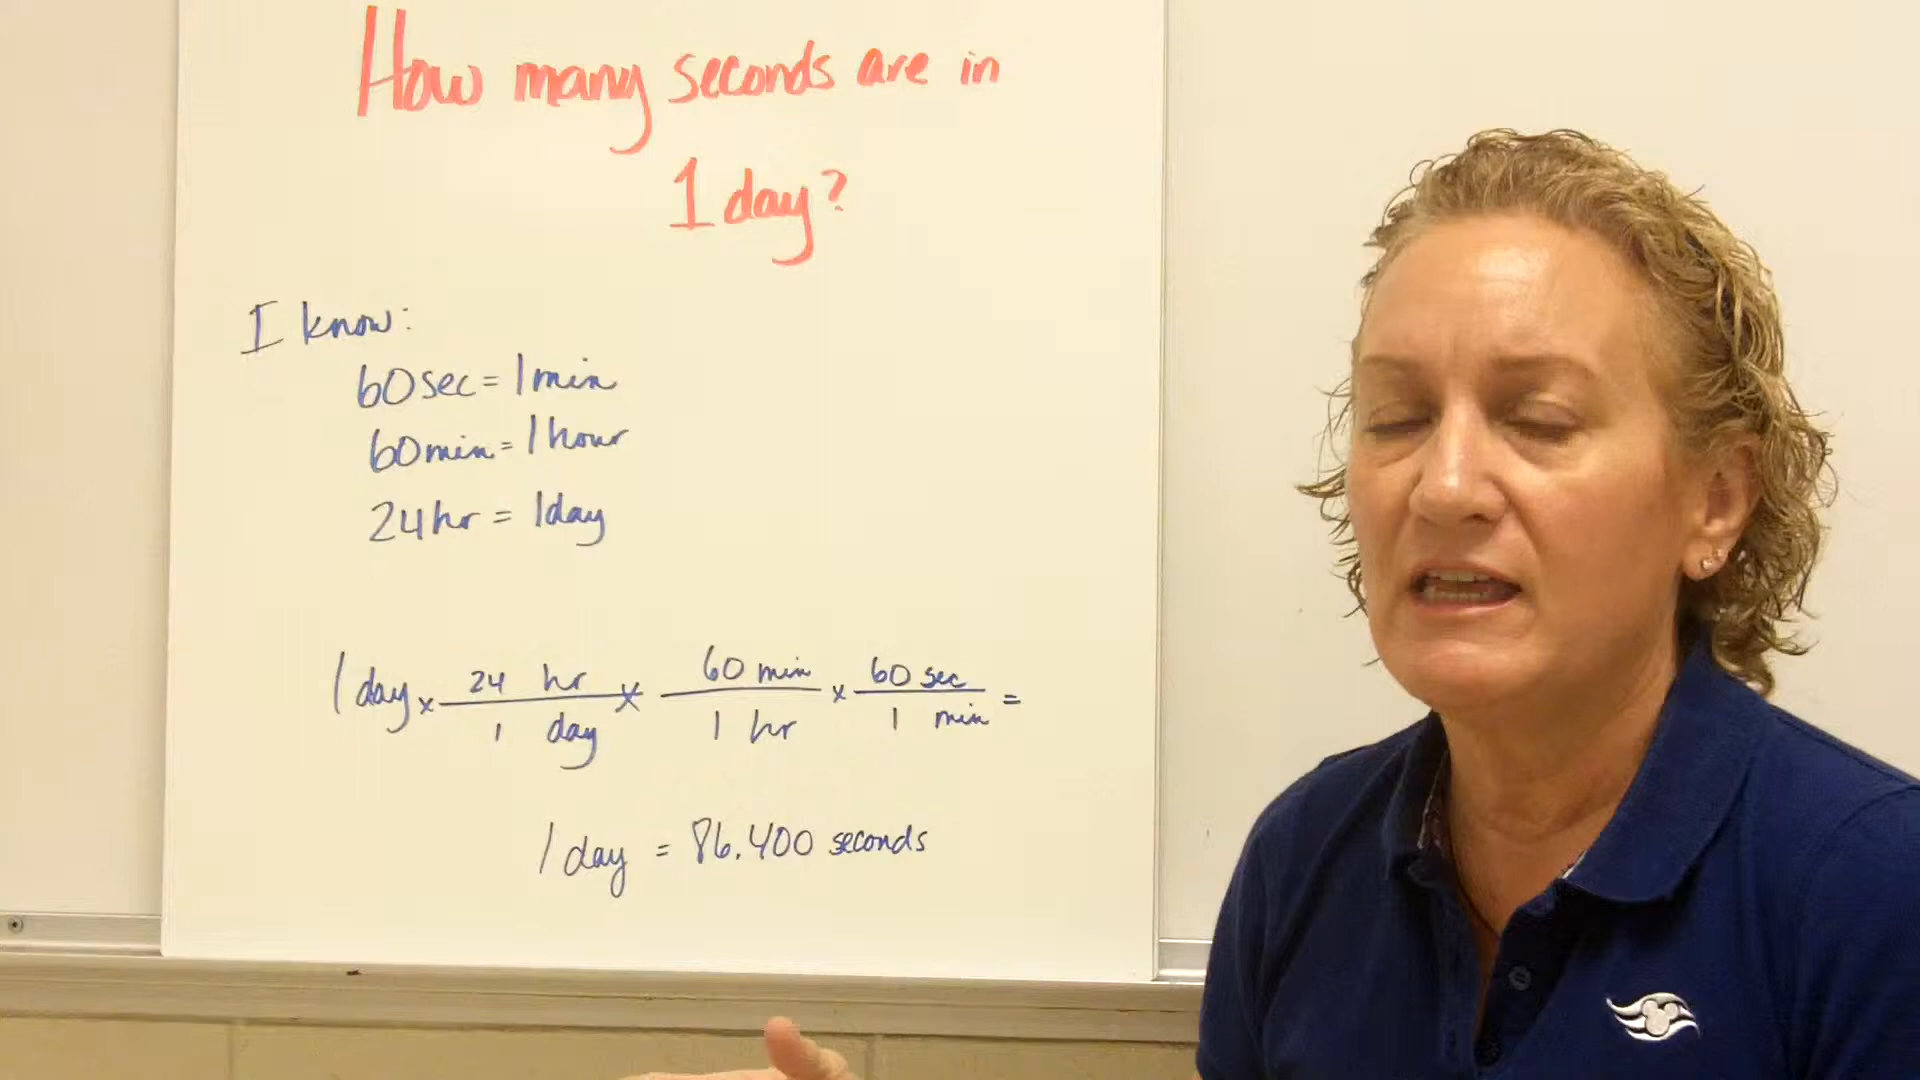 How many seconds are in
1 day?
I know:
60 sec = 1 min
60 min = 1 hour
24 hr = 1 day
1 day x 24 hr / 1 day x 60 min / 1 hr x 60 sec / 1 min =
1 day = 86,400 seconds